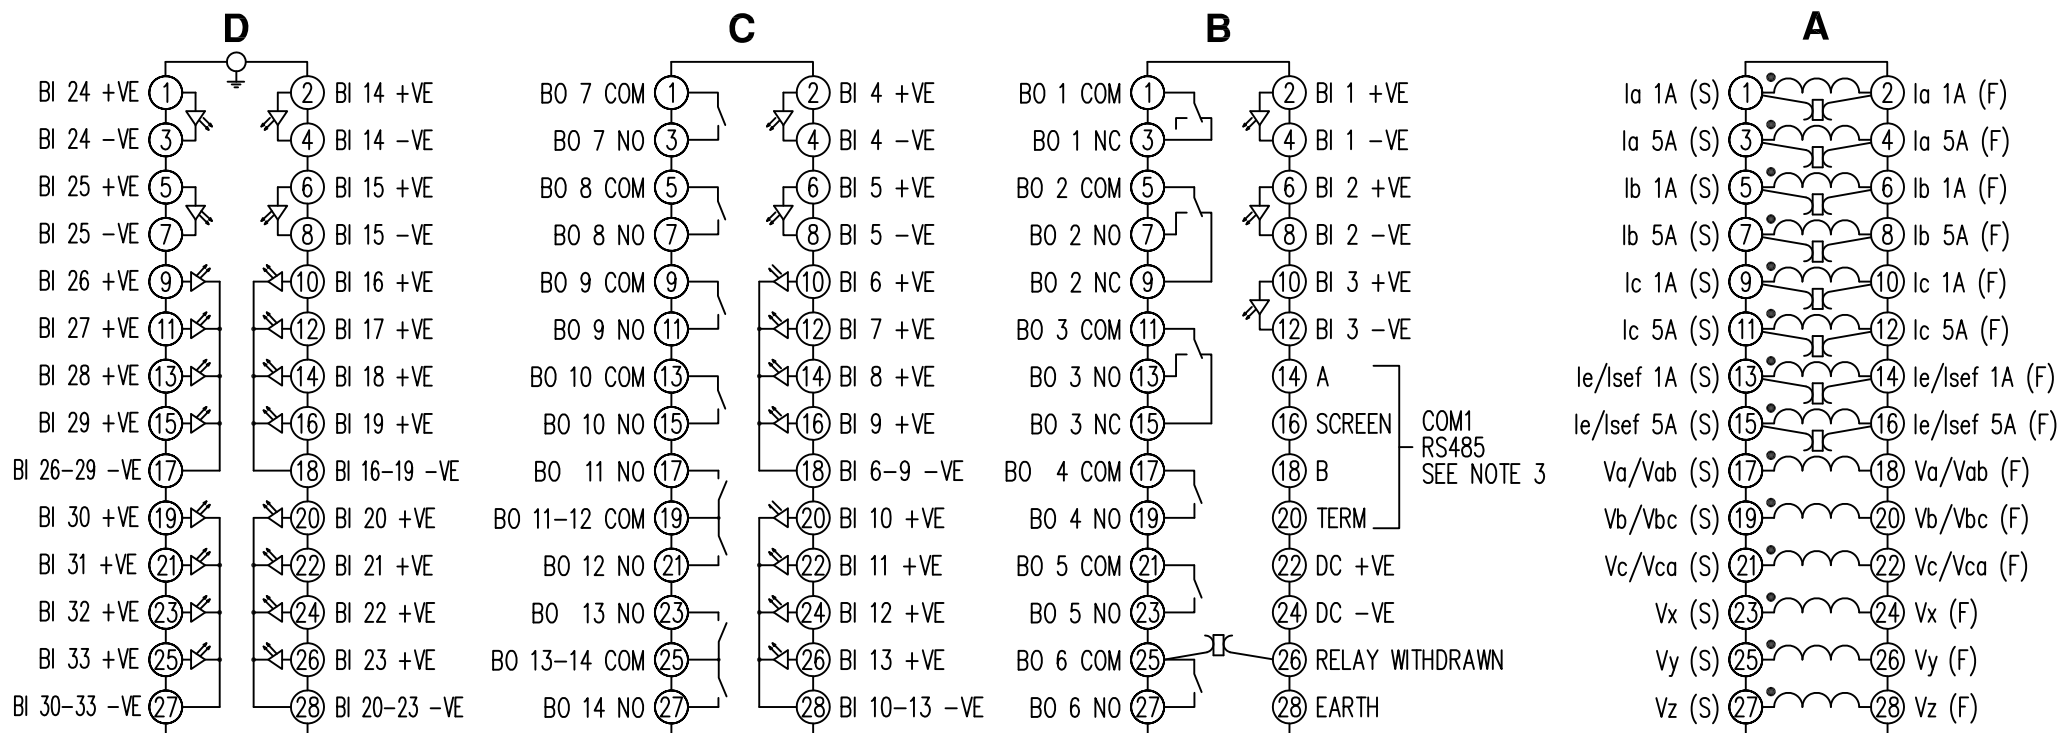 D C B A
BI 24 +VE 1 2 BI 14 +VE BO 7 COM 1 2 BI 4 +VE BO 1 COM 1 2 BI 1 +VE Ia 1A (S) 1 2 Ia 1A (F)
BI 24 -VE 3 4 BI 14 -VE BO 7 NO 3 4 BI 4 -VE BO 1 NC 3 4 BI 1 -VE Ia 5A (S) 3 4 Ia 5A (F)
BI 25 +VE 5 6 BI 15 +VE BO 8 COM 5 6 BI 5 +VE BO 2 COM 5 6 BI 2 +VE Ib 1A (S) 5 6 Ib 1A (F)
BI 25 -VE 7 8 BI 15 -VE BO 8 NO 7 8 BI 5 -VE BO 2 NO 7 8 BI 2 -VE Ib 5A (S) 7 8 Ib 5A (F)
BI 26 +VE 9 10 BI 16 +VE BO 9 COM 9 10 BI 6 +VE BO 2 NC 9 10 BI 3 +VE Ic 1A (S) 9 10 Ic 1A (F)
BI 27 +VE 11 12 BI 17 +VE BO 9 NO 11 12 BI 7 +VE BO 3 COM 11 12 BI 3 -VE Ic 5A (S) 11 12 Ic 5A (F)
BI 28 +VE 13 14 BI 18 +VE BO 10 COM 13 14 BI 8 +VE BO 3 NO 13 14 A Ie/Isef 1A (S) 13 14 Ie/Isef 1A (F)
BI 29 +VE 15 16 BI 19 +VE BO 10 NO 15 16 BI 9 +VE BO 3 NC 15 16 SCREEN COM1 Ie/Isef 5A (S) 15 16 Ie/Isef 5A (F)
RS485
BI 26-29 -VE 17 18 BI 16-19 -VE BO 11 NO 17 18 BI 6-9 -VE BO 4 COM 17 18 B SEE NOTE 3 Va/Vab (S) 17 18 Va/Vab (F)
BI 30 +VE 19 20 BI 20 +VE BO 11-12 COM 19 20 BI 10 +VE BO 4 NO 19 20 TERM Vb/Vbc (S) 19 20 Vb/Vbc (F)
BI 31 +VE 21 22 BI 21 +VE BO 12 NO 21 22 BI 11 +VE BO 5 COM 21 22 DC +VE Vc/Vca (S) 21 22 Vc/Vca (F)
BI 32 +VE 23 24 BI 22 +VE BO 13 NO 23 24 BI 12 +VE BO 5 NO 23 24 DC -VE Vx (S) 23 24 Vx (F)
BI 33 +VE 25 26 BI 23 +VE BO 13-14 COM 25 26 BI 13 +VE BO 6 COM 25 26 RELAY WITHDRAWN Vy (S) 25 26 Vy (F)
BI 30-33 -VE 27 28 BI 20-23 -VE BO 14 NO 27 28 BI 10-13 -VE BO 6 NO 27 28 EARTH Vz (S) 27 28 Vz (F)